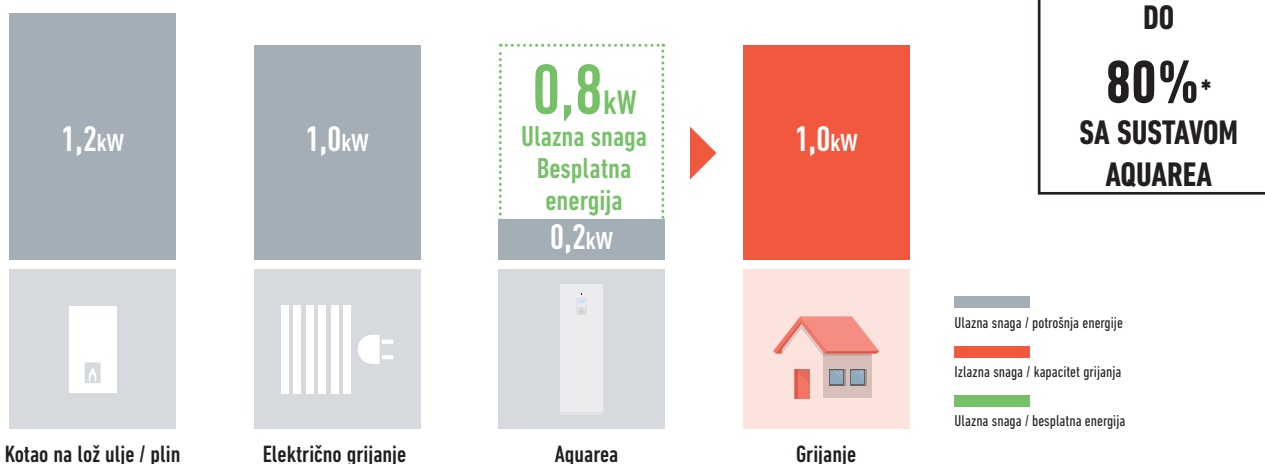 DO
80%*
SA SUSTAVOM
AQUAREA
1,2kW
1,0kW
0,8kW
Ulazna snaga
Besplatna
energija
0,2kW
1,0kW
Ulazna snaga / potrošnja energije
Izlazna snaga / kapacitet grijanja
Ulazna snaga / besplatna energija
Kotao na lož ulje / plin
Električno grijanje
Aquarea
Grijanje